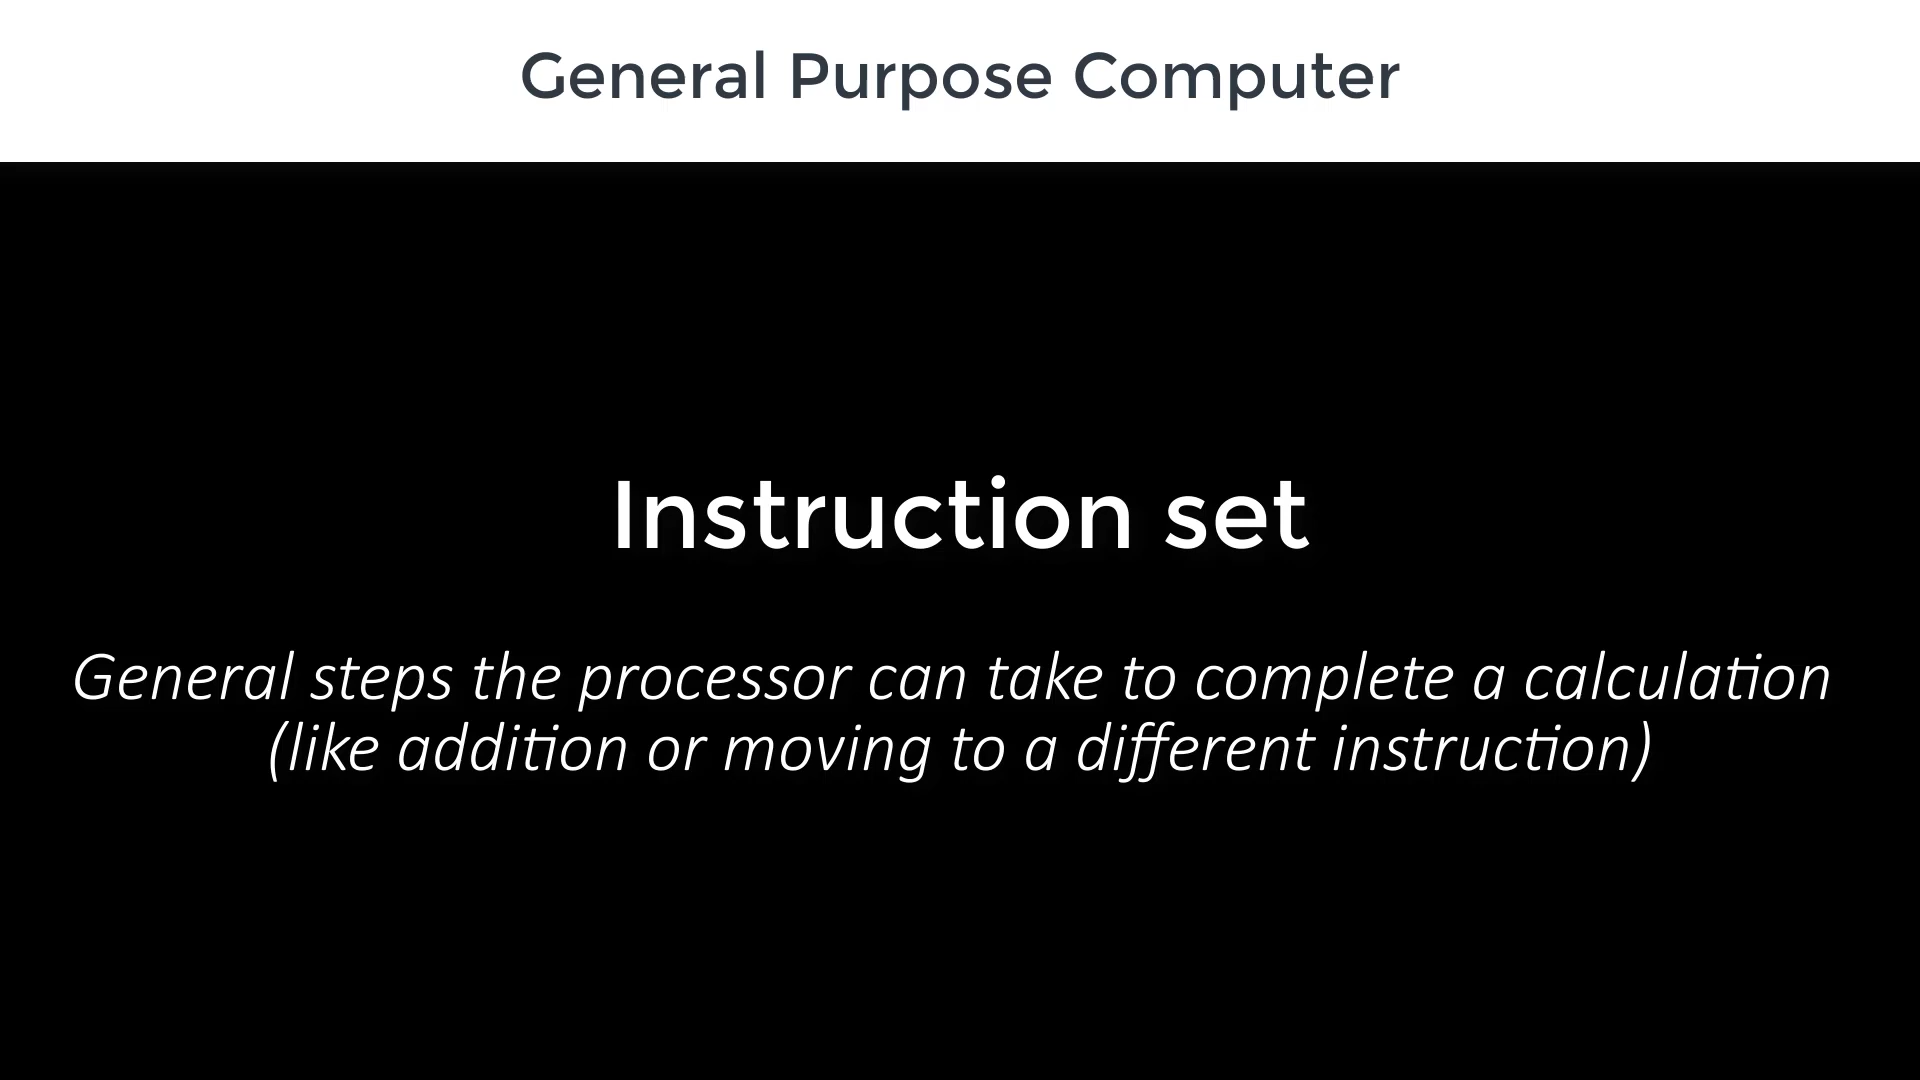 General Purpose Computer
Instruction set
General steps the processor can take to complete a calculation
(like addition or moving to a different instruction)